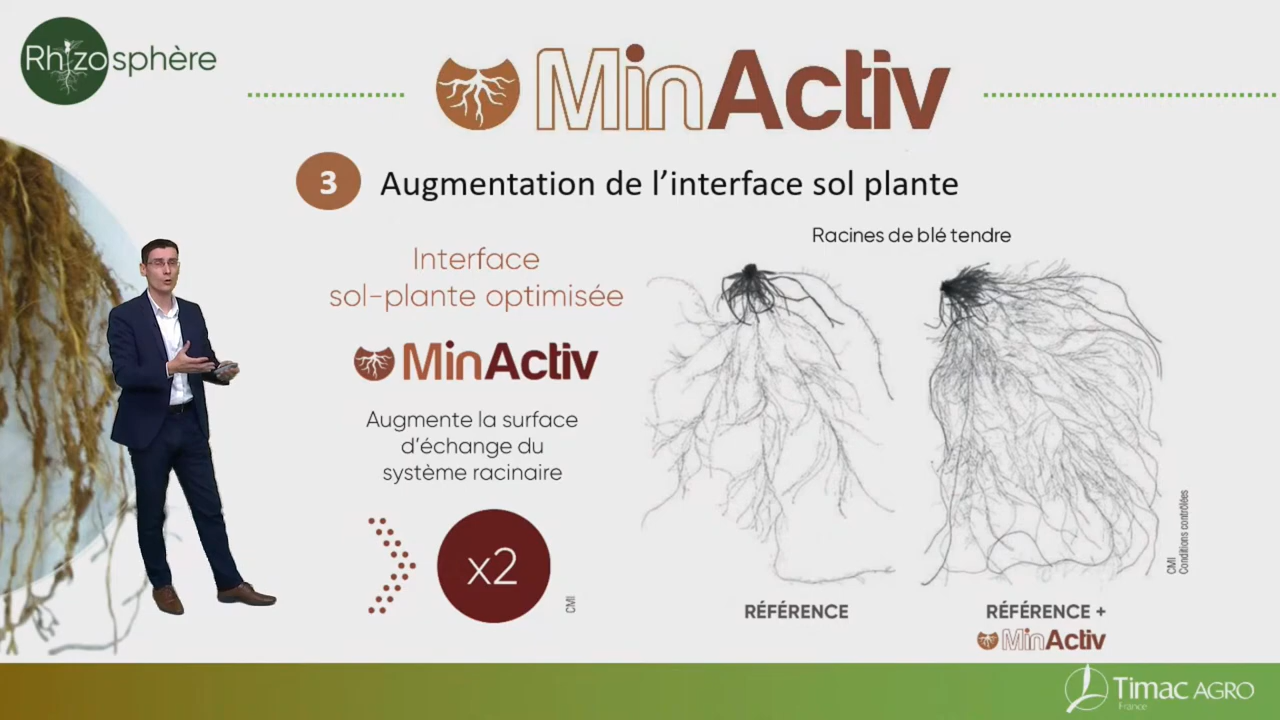 Rhizosphère
MinActiv
3 Augmentation de l’interface sol plante
Interface
sol-plante optimisée
MinActiv
Augmente la surface
d’échange du
système racinaire
x2
CMI
Racines de blé tendre
CMI
Conditions contrôlées
RÉFÉRENCE
RÉFÉRENCE +
MinActiv
Timac AGRO
France